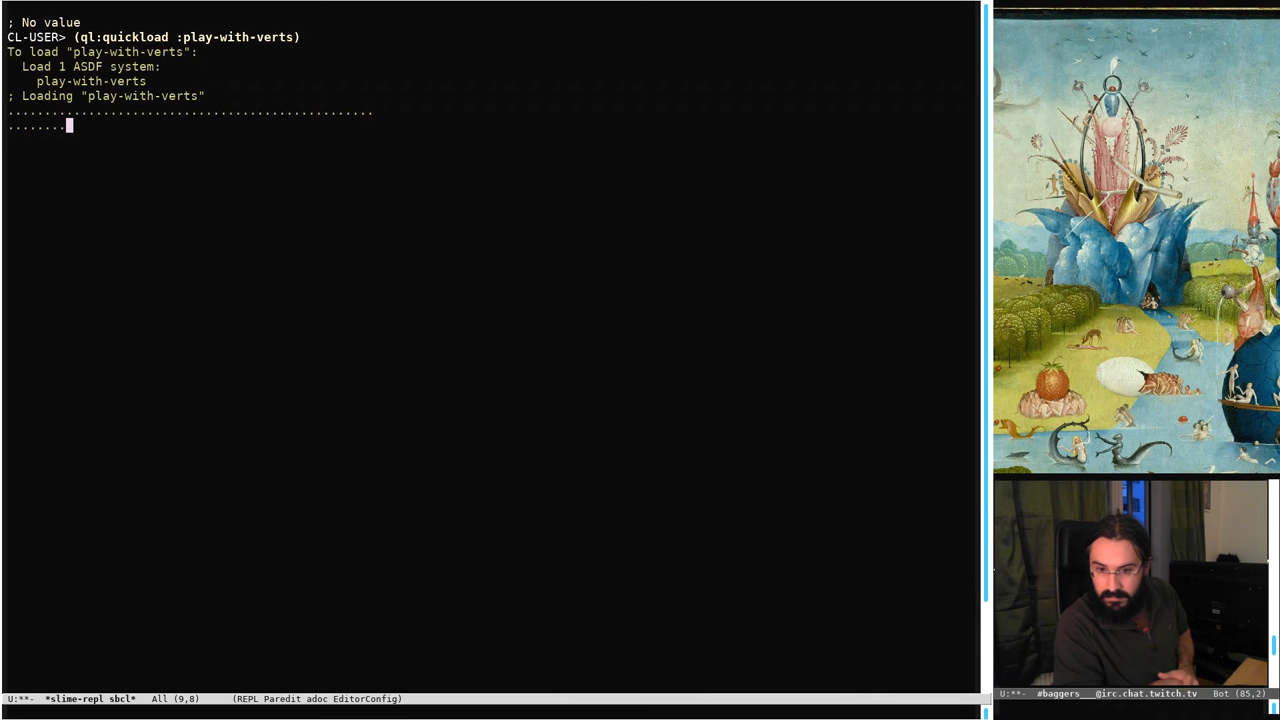 ; No value
CL-USER> (ql:quickload :play-with-verts)
To load "play-with-verts":
  Load 1 ASDF system:
    play-with-verts
; Loading "play-with-verts"
..................................................
........
U:**-  *slime-repl sbcl*   All (9,8)      (REPL Paredit adoc EditorConfig)
U:**-  #baggers___@irc.chat.twitch.tv   Bot (85,2)